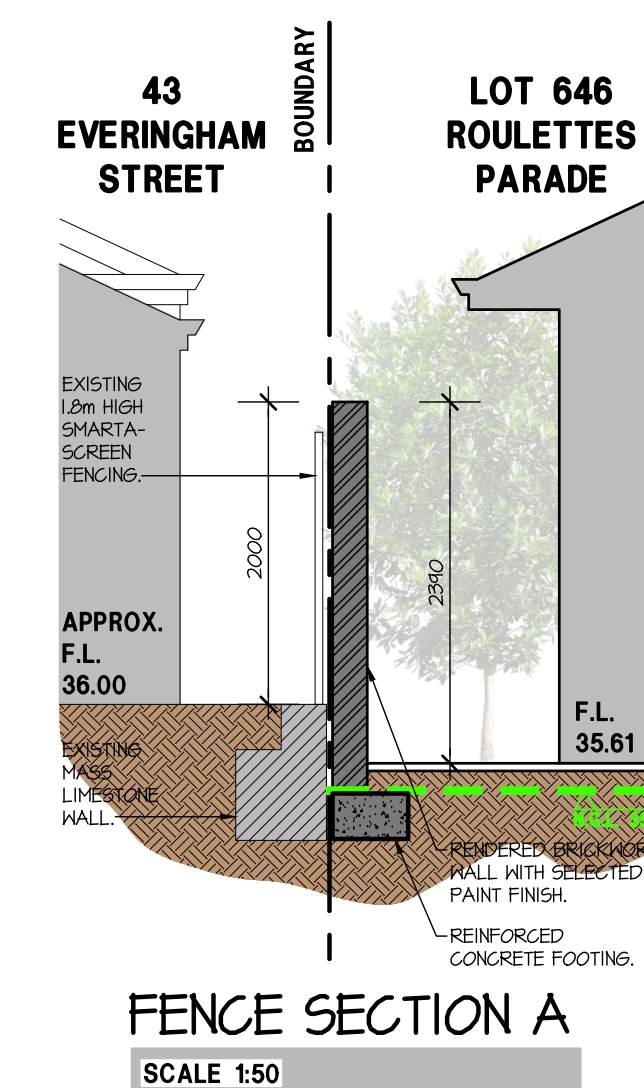 43
EVERINGHAM
STREET
BOUNDARY
LOT 646
ROULETTES
PARADE
EXISTING
1.8m HIGH
SMARTA-
SCREEN
FENCING.
2000
2390
APPROX.
F.L.
36.00
F.L.
35.61
EXISTING
MASS
LIMESTONE
WALL.
N.G.L.
RENDERED
WALL WITH SELECTED
PAINT FINISH.
REINFORCED
CONCRETE FOOTING.
FENCE SECTION A
SCALE 1:50